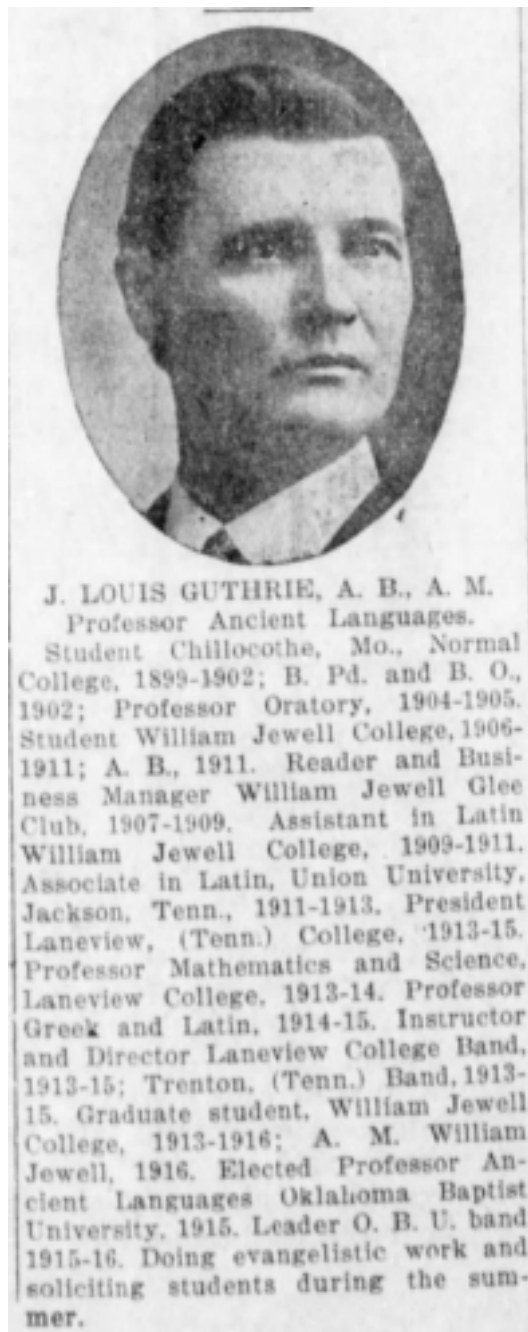 J. LOUIS GUTHRIE, A. B., A. M.
Professor Ancient Languages.
Student Chillocothe, Mo., Normal
College, 1899-1902; B. Pd. and B. O.,
1902; Professor Oratory, 1904-1905.
Student William Jewell College, 1906-
1911; A. B., 1911. Reader and Busi-
ness Manager William Jewell Glee
Club, 1907-1909. Assistant in Latin
William Jewell College, 1909-1911.
Associate in Latin, Union University,
Jackson, Tenn., 1911-1913. President
Laneview, (Tenn.) College, 1913-15.
Professor Mathematics and Science,
Laneview College, 1913-14. Professor
Greek and Latin, 1914-15. Instructor
and Director Laneview College Band,
1913-15; Trenton, (Tenn.) Band, 1913-
15. Graduate student, William Jewell
College, 1913-1916; A. M. William
Jewell, 1916. Elected Professor An-
cient Languages Oklahoma Baptist
University, 1915. Leader O. B. U. band
1915-16. Doing evangelistic work and
soliciting students during the sum-
mer.